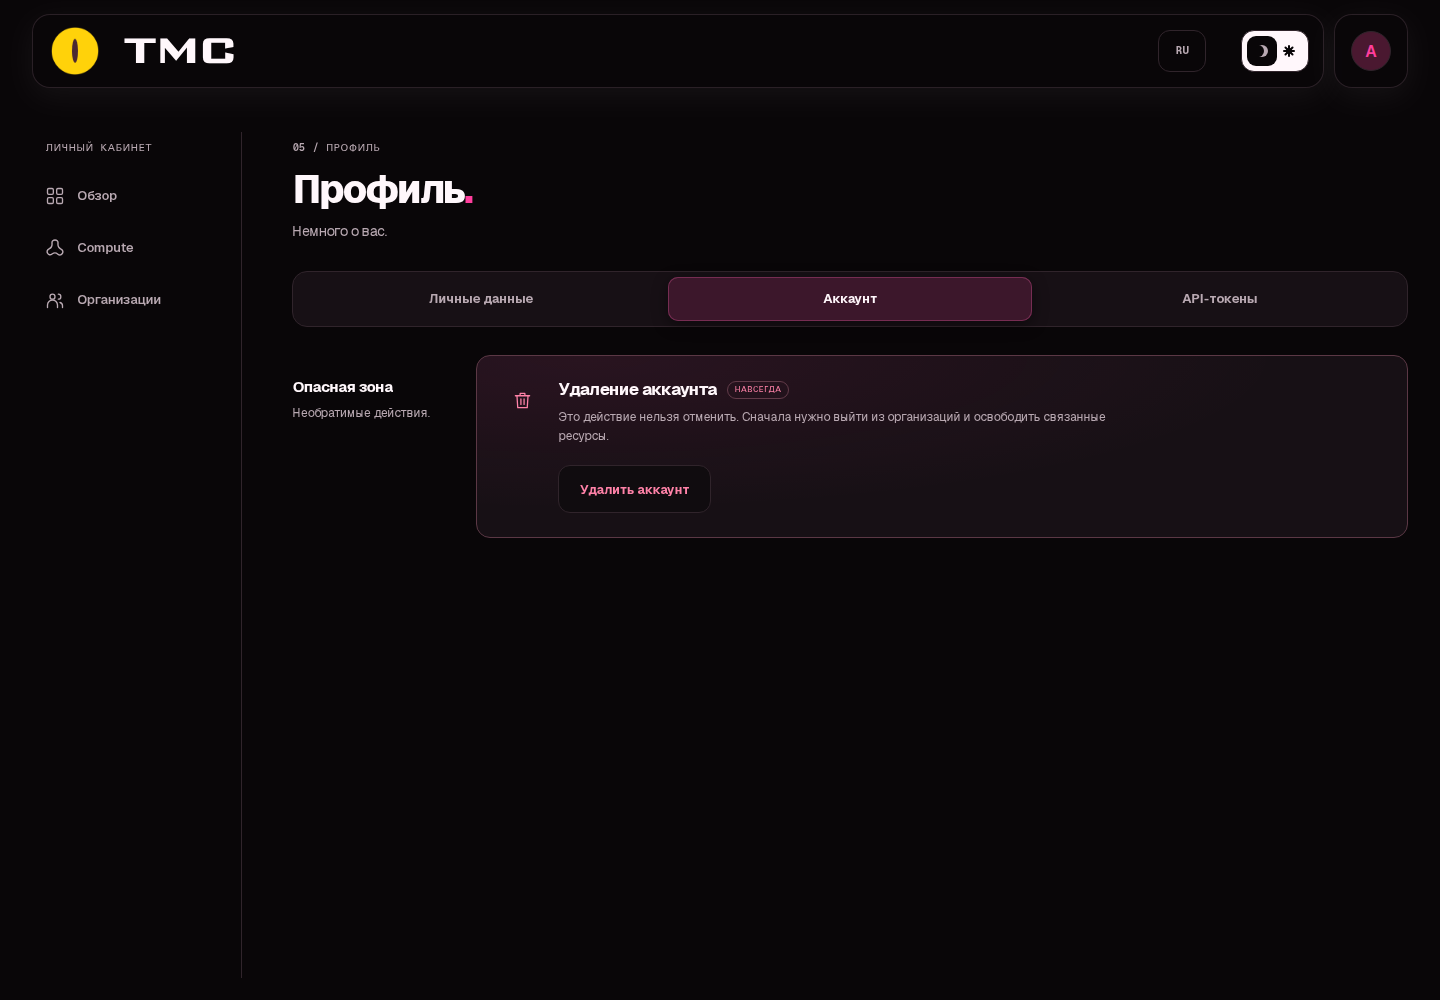 TMC
RU
A
ЛИЧНЫЙ КАБИНЕТ
Обзор
Compute
Организации
05 / ПРОФИЛЬ
Профиль.
Немного о вас.
Личные данные
Аккаунт
API-токены
Опасная зона
Необратимые действия.
Удаление аккаунта
НАВСЕГДА
Это действие нельзя отменить. Сначала нужно выйти из организаций и освободить связанные
ресурсы.
Удалить аккаунт